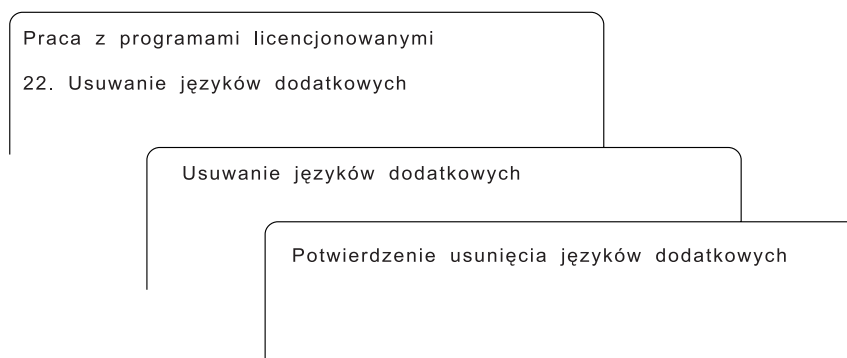 Praca z programami licencjonowanymi
22. Usuwanie języków dodatkowych
Usuwanie języków dodatkowych
Potwierdzenie usunięcia języków dodatkowych